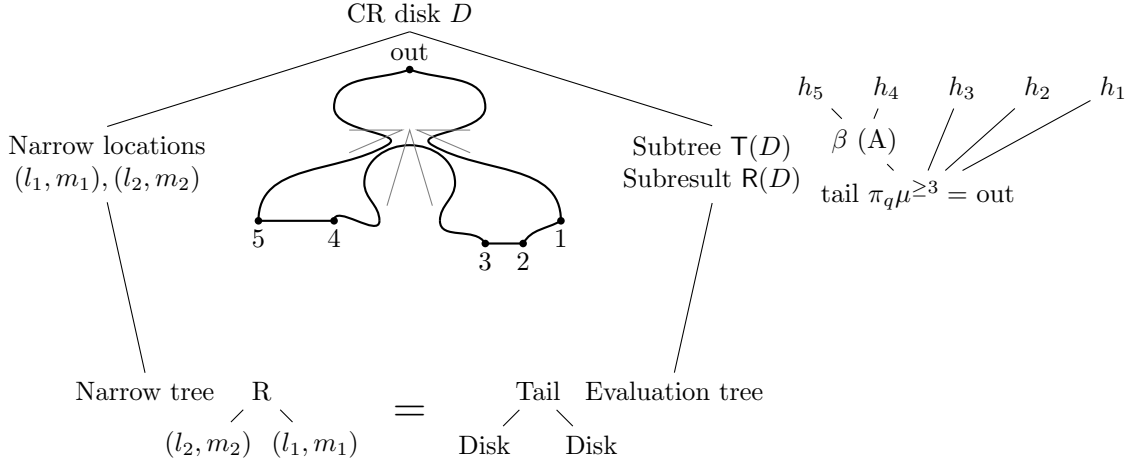 CR disk D
out
h₅ h₄ h₃ h₂ h₁
Narrow locations
(l₁, m₁), (l₂, m₂)
Subtree T(D)
Subresult R(D)
β (A)
tail π_qμ^≥3 = out
5 4 3 2 1
Narrow tree
R
(l₂, m₂) (l₁, m₁)
=
Tail
Disk Disk
Evaluation tree